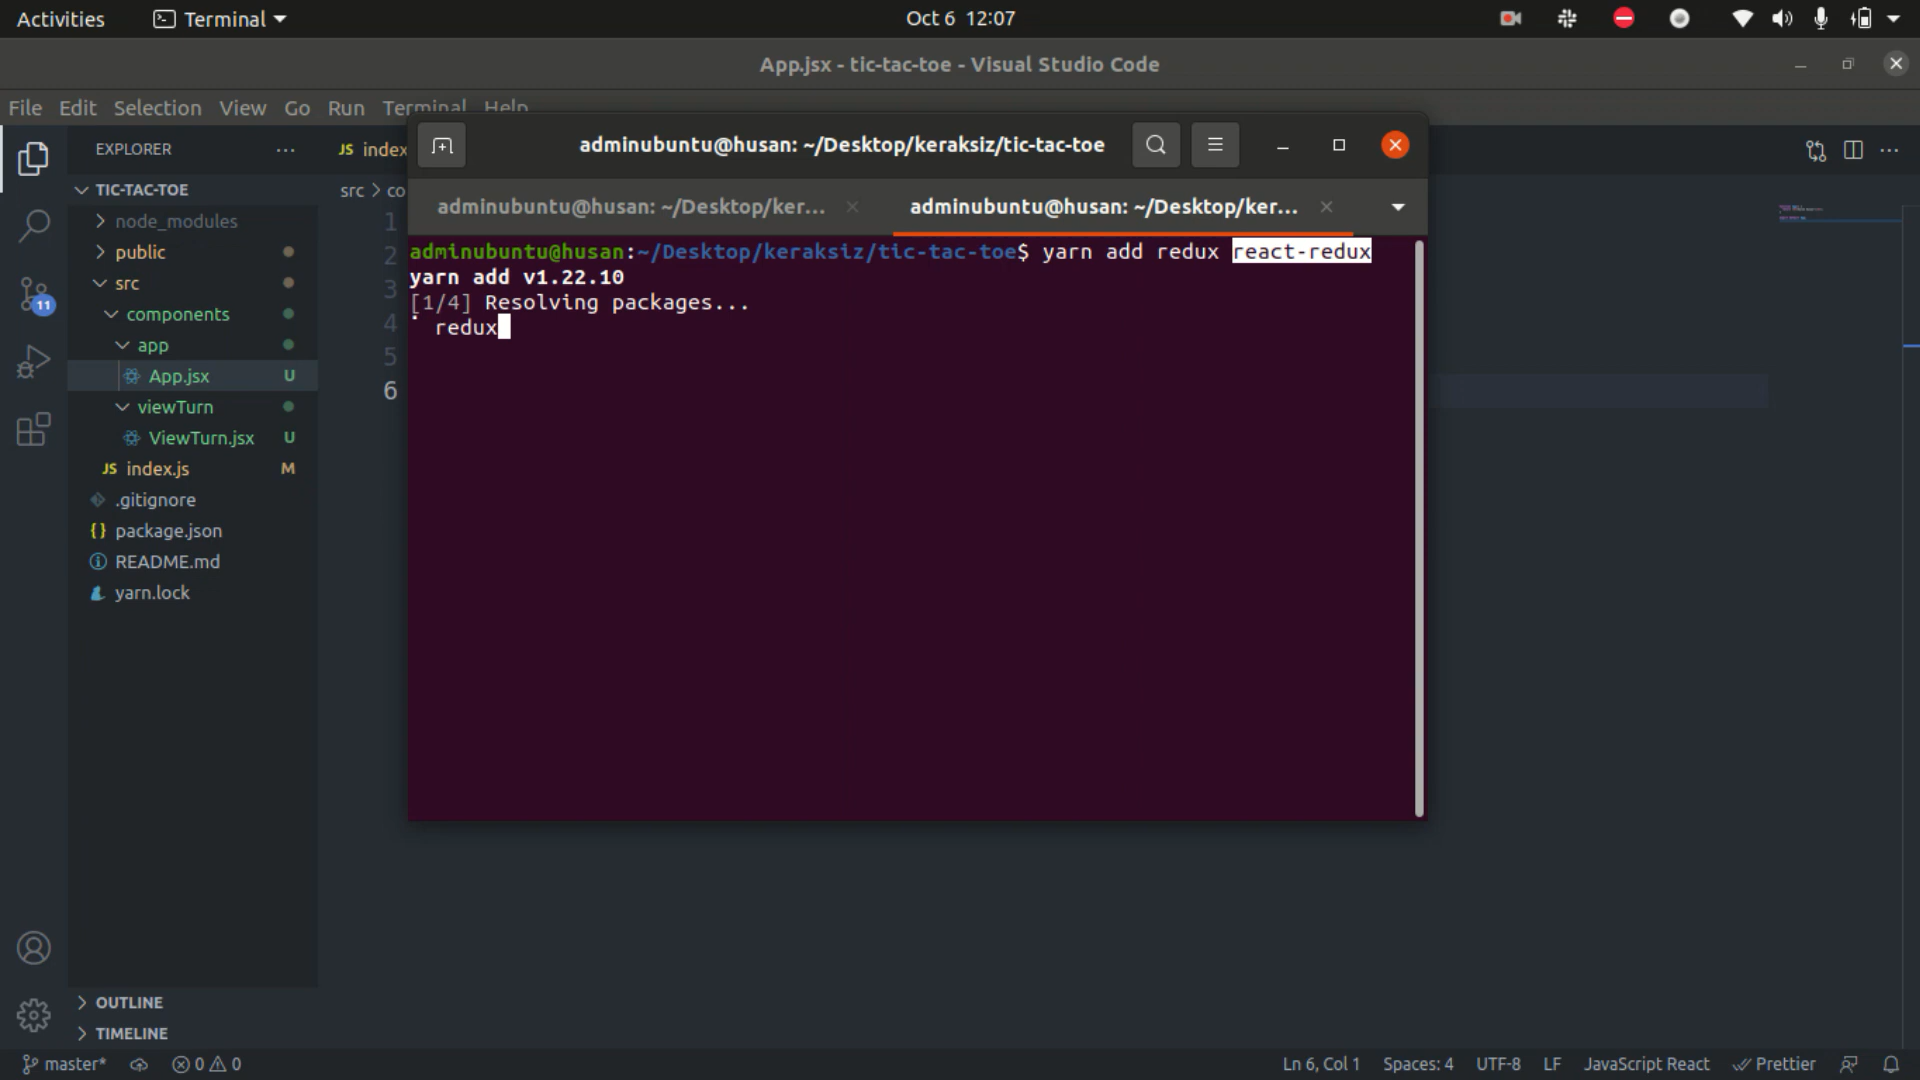 Activities
Terminal
Oct 6 12:07
App.jsx - tic-tac-toe - Visual Studio Code
File Edit Selection View Go Run Terminal Help
adminubuntu@husan: ~/Desktop/keraksiz/tic-tac-toe
EXPLORER
JS index
adminubuntu@husan: ~/Desktop/ker...
adminubuntu@husan: ~/Desktop/ker...
TIC-TAC-TOE
src > co
node_modules
public
src
11
components
app
App.jsx U
viewTurn
ViewTurn.jsx U
JS index.js M
.gitignore
{} package.json
README.md
yarn.lock
1
2
3
4
5
6
adminubuntu@husan:~/Desktop/keraksiz/tic-tac-toe$ yarn add redux react-redux
yarn add v1.22.10
[1/4] Resolving packages...
⠁ redux
OUTLINE
TIMELINE
master* 0 0
Ln 6, Col 1 Spaces: 4 UTF-8 LF JavaScript React Prettier